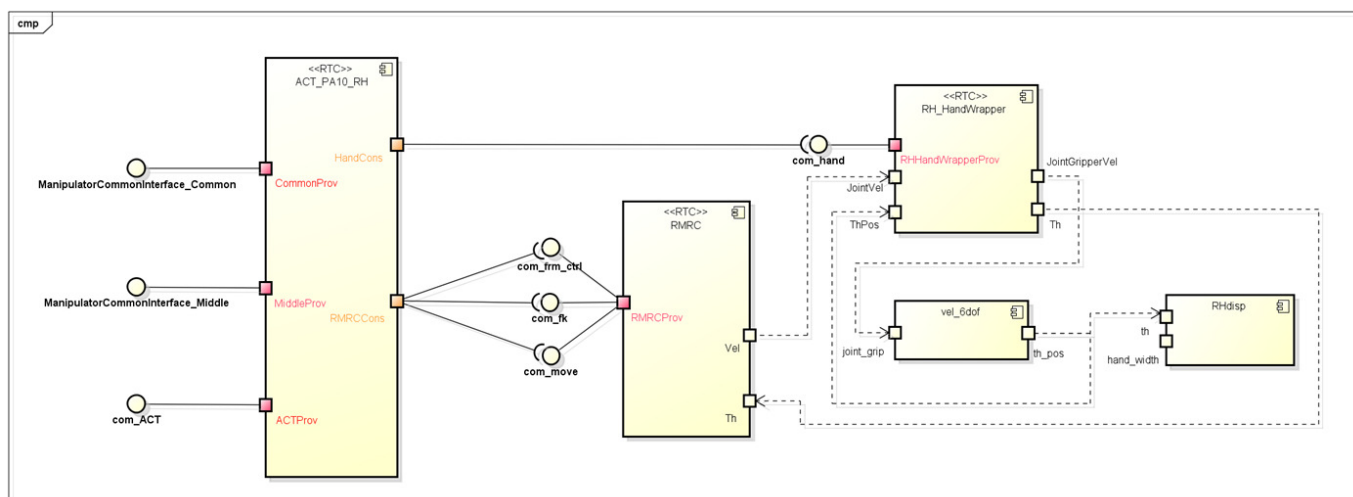 cmp
<<RTC>>
ACT_PA10_RH
HandCons
CommonProv
MiddleProv
RMRCCons
ACTProv
ManipulatorCommonInterface_Common
ManipulatorCommonInterface_Middle
com_ACT
com_frm_ctrl
com_fk
com_move
<<RTC>>
RMRC
RMRCProv
Vel
Th
com_hand
<<RTC>>
RH_HandWrapper
RHHandWrapperProv
JointVel
ThPos
JointGripperVel
Th
vel_6dof
joint_grip
th_pos
RHdisp
th
hand_width